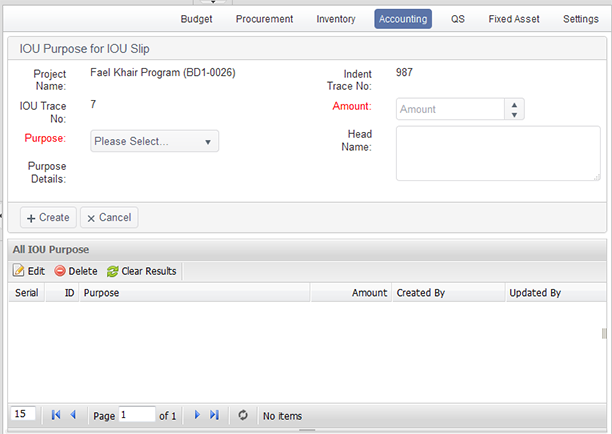 Budget Procurement Inventory Accounting QS Fixed Asset Settings
IOU Purpose for IOU Slip
Project Name: Fael Khair Program (BD1-0026) Indent Trace No: 987
IOU Trace No: 7 Amount: Amount
Purpose: Please Select... Head Name:
Purpose Details:
+ Create × Cancel
All IOU Purpose
Edit Delete Clear Results
Serial ID Purpose Amount Created By Updated By
15 Page 1 of 1 No items